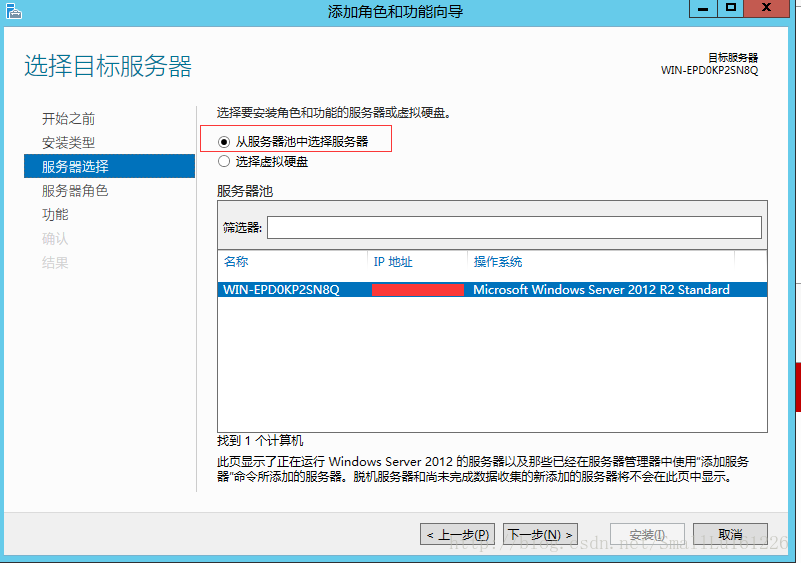 添加角色和功能向导
选择目标服务器
目标服务器
WIN-EPD0KP2SN8Q
开始之前
安装类型
服务器选择
服务器角色
功能
确认
结果
选择要安装角色和功能的服务器或虚拟硬盘。
从服务器池中选择服务器
选择虚拟硬盘
服务器池
筛选器:
名称 IP 地址 操作系统
WIN-EPD0KP2SN8Q Microsoft Windows Server 2012 R2 Standard
找到 1 个计算机
此页显示了正在运行 Windows Server 2012 的服务器以及那些已经在服务器管理器中使用"添加服务
器"命令所添加的服务器。脱机服务器和尚未完成数据收集的新添加的服务器将不会在此页中显示。
< 上一步(P) 下一步(N) > 安装(I) 取消